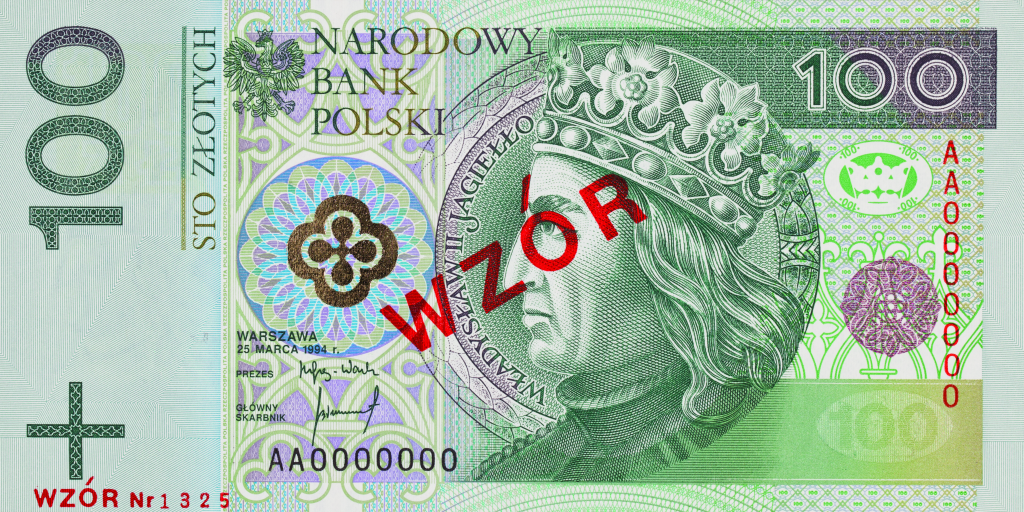 100
STO ZŁOTYCH
NARODOWY
BANK
POLSKI
100
WŁADYSŁAW II JAGIEŁŁO
WZÓR
AA0000000
WARSZAWA
25 MARCA 1994 r.
PREZES
GŁÓWNY
SKARBNIK
AA0000000
100
WZÓR Nr 1325